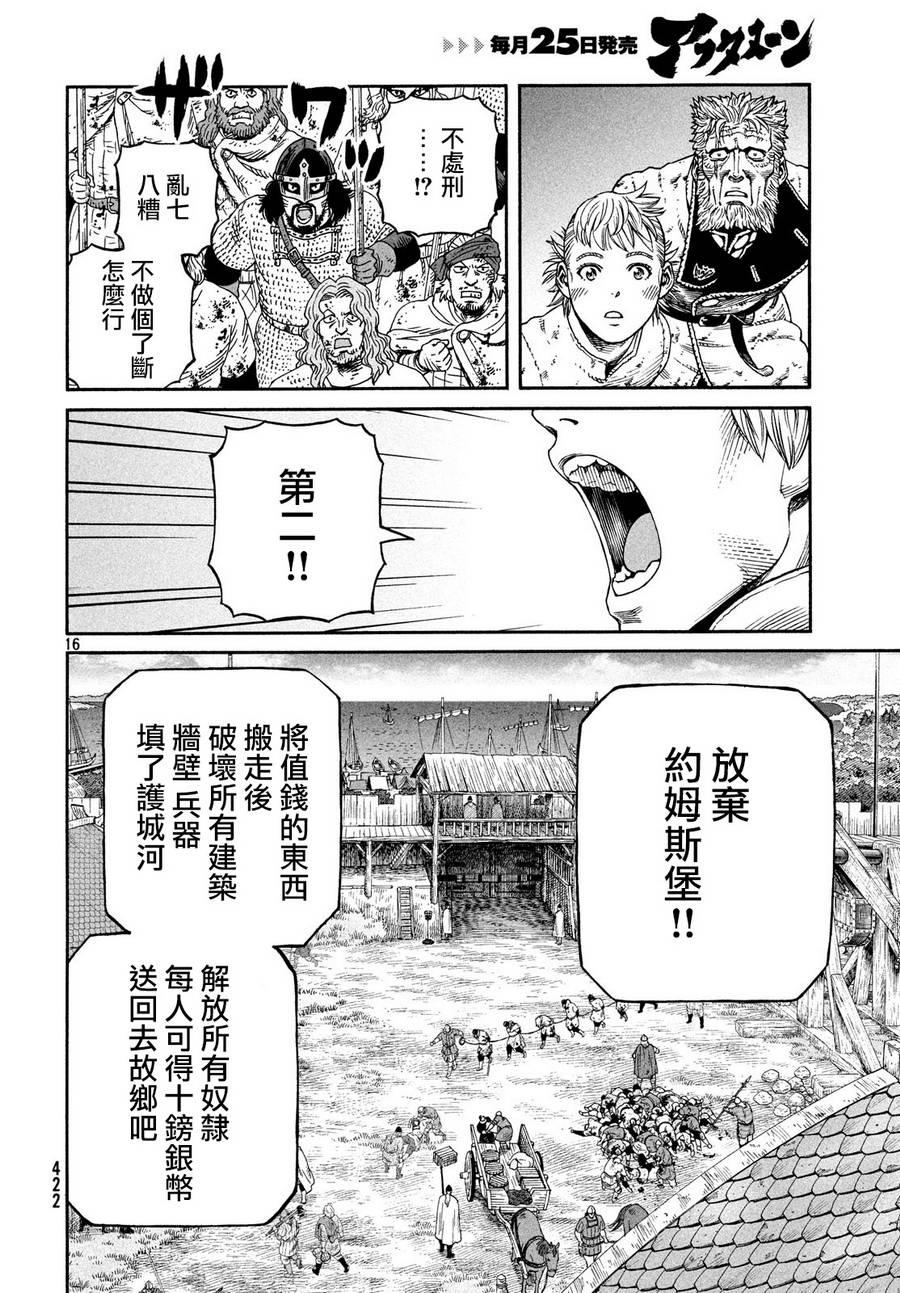 ▷▷▷毎月25日発売
アフタヌーン
不處刑
……!?
ザワ
亂七
八糟
不做個了斷
怎麼行
第二!!
16
放棄
約姆斯堡!!
將值錢的東西
搬走後
破壞所有建築
牆壁 兵器
填了護城河
解放所有奴隸
每人可得十鎊銀幣
送回去故鄉吧
422